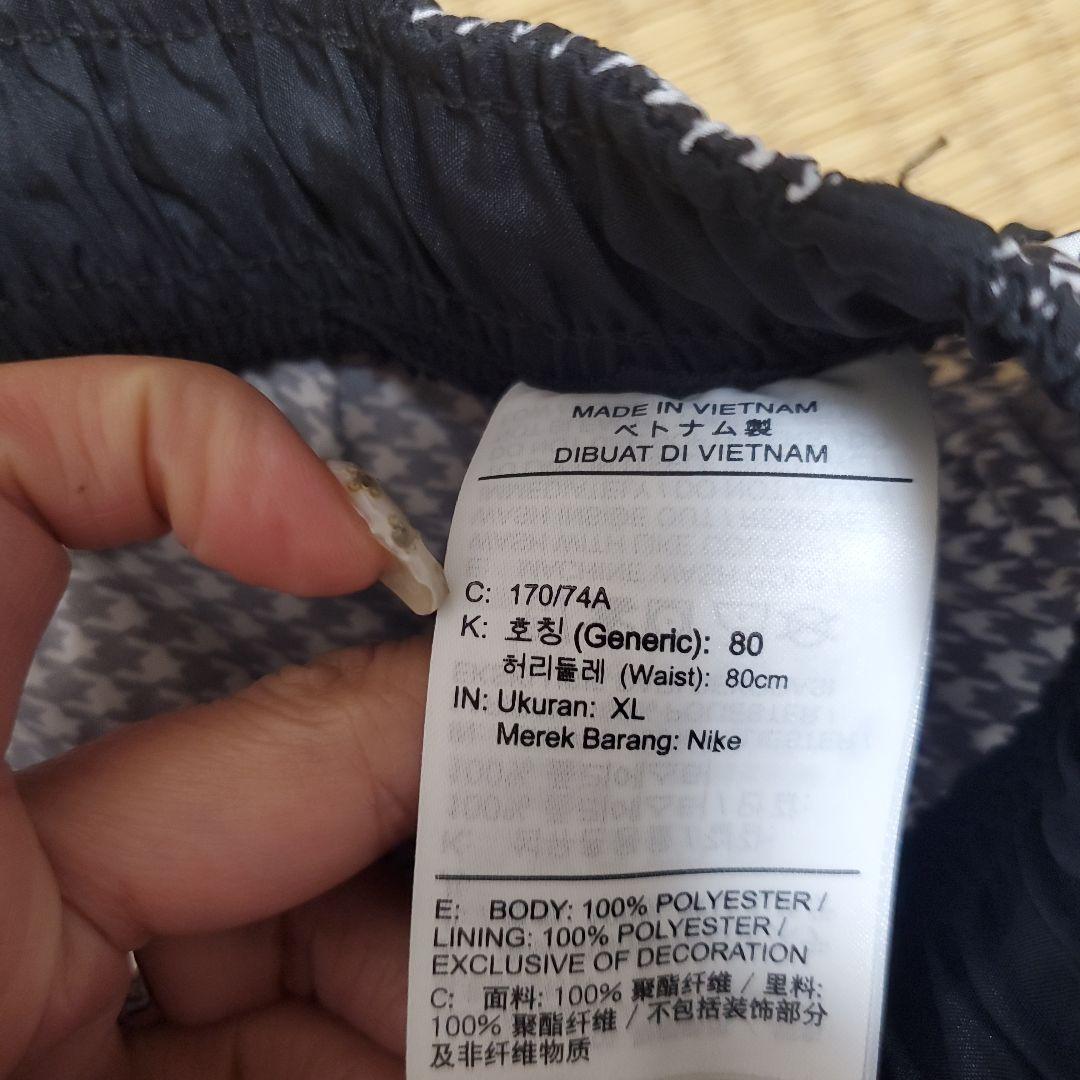 MADE IN VIETNAM
ベトナム製
DIBUAT DI VIETNAM
C: 170/74A
K: 호칭 (Generic): 80
허리둘레 (Waist): 80cm
IN: Ukuran: XL
Merek Barang: Nike
E: BODY: 100% POLYESTER /
LINING: 100% POLYESTER /
EXCLUSIVE OF DECORATION
C: 面料: 100% 聚酯纤维 / 里料:
100% 聚酯纤维 / 不包括装饰部分
及非纤维物质